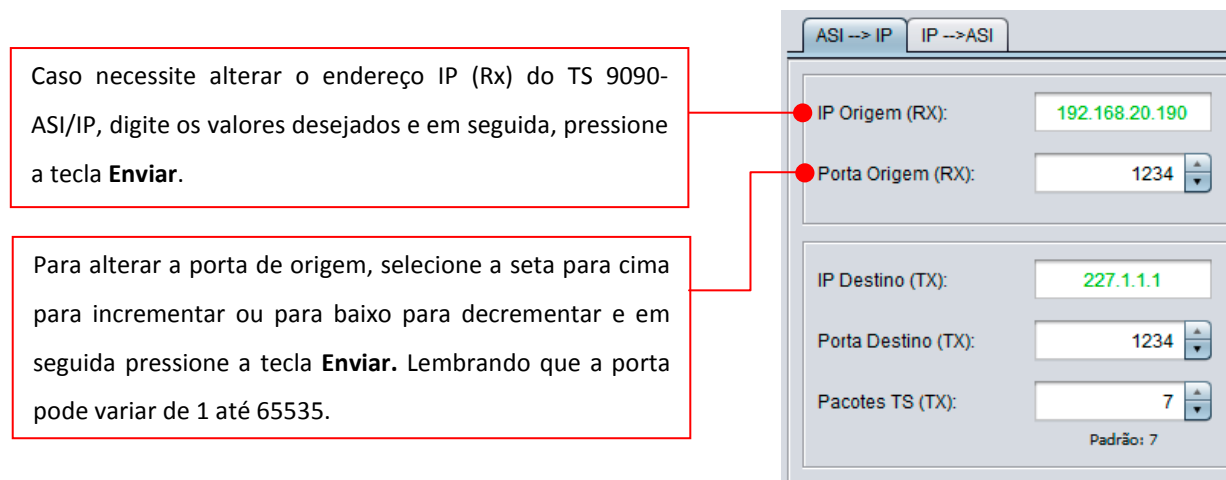 Caso necessite alterar o endereço IP (Rx) do TS 9090-
ASI/IP, digite os valores desejados e em seguida, pressione
a tecla Enviar.
Para alterar a porta de origem, selecione a seta para cima
para incrementar ou para baixo para decrementar e em
seguida pressione a tecla Enviar. Lembrando que a porta
pode variar de 1 até 65535.
ASI --> IP IP -->ASI
IP Origem (RX): 192.168.20.190
Porta Origem (RX): 1234
IP Destino (TX): 227.1.1.1
Porta Destino (TX): 1234
Pacotes TS (TX): 7
Padrão: 7